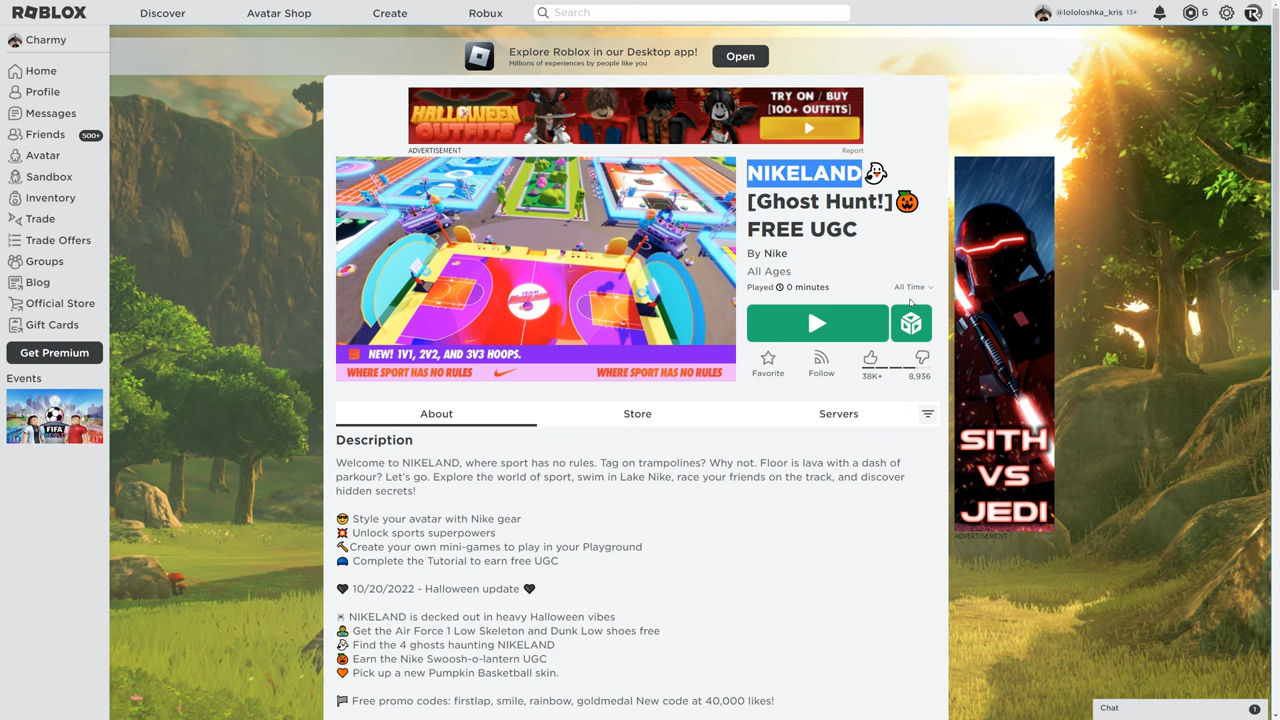 ROBLOX
Discover
Avatar Shop
Create
Robux
Search
@lololoshka_kris 13+
6
Charmy
Home
Profile
Messages
Friends 500+
Avatar
Sandbox
Inventory
Trade
Trade Offers
Groups
Blog
Official Store
Gift Cards
Get Premium
Events
FIFA
Explore Roblox in our Desktop app!
Millions of experiences by people like you
Open
HALLOWEEN
OUTFITS
TRY ON / BUY
[100+ OUTFITS]
ADVERTISEMENT
Report
NEW! 1V1, 2V2, AND 3V3 HOOPS.
WHERE SPORT HAS NO RULES
WHERE SPORT HAS NO RULES
NIKELAND👻
[Ghost Hunt!]🎃
FREE UGC
By Nike
All Ages
Played 0 minutes
All Time
Favorite
Follow
38K+
8,936
About
Store
Servers
Description
Welcome to NIKELAND, where sport has no rules. Tag on trampolines? Why not. Floor is lava with a dash of
parkour? Let's go. Explore the world of sport, swim in Lake Nike, race your friends on the track, and discover
hidden secrets!
😎 Style your avatar with Nike gear
💥 Unlock sports superpowers
🔨Create your own mini-games to play in your Playground
🧢 Complete the Tutorial to earn free UGC
🖤 10/20/2022 - Halloween update 🖤
🕷 NIKELAND is decked out in heavy Halloween vibes
🧟 Get the Air Force 1 Low Skeleton and Dunk Low shoes free
👻 Find the 4 ghosts haunting NIKELAND
🎃 Earn the Nike Swoosh-o-lantern UGC
🧡 Pick up a new Pumpkin Basketball skin.
🏁 Free promo codes: firstlap, smile, rainbow, goldmedal New code at 40,000 likes!
SITH
VS
JEDI
ADVERTISEMENT
Chat
1